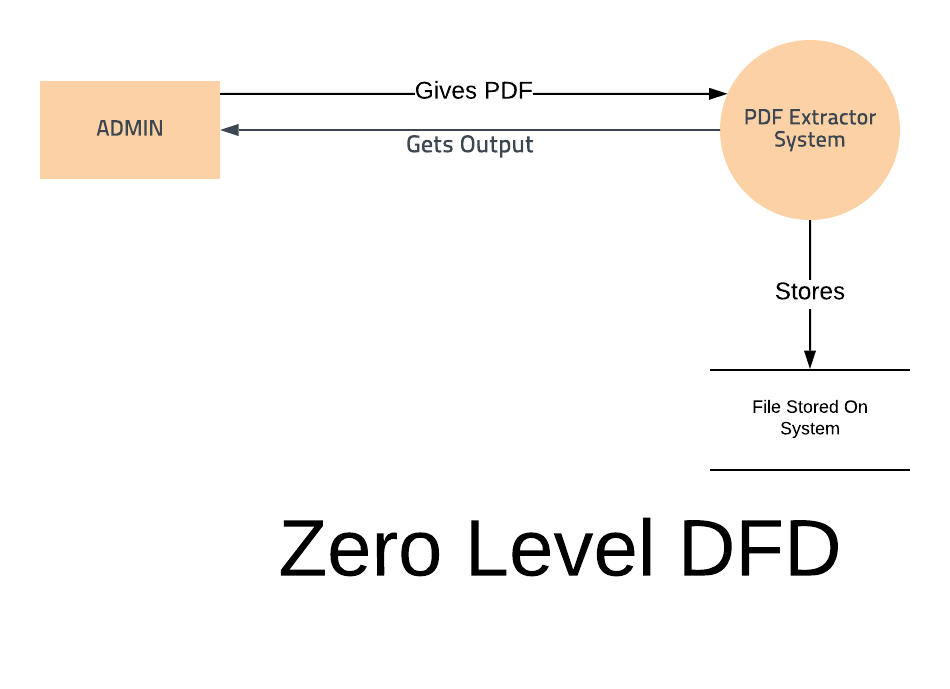 Gives PDF
ADMIN
PDF Extractor
System
Gets Output
Stores
File Stored On
System
Zero Level DFD